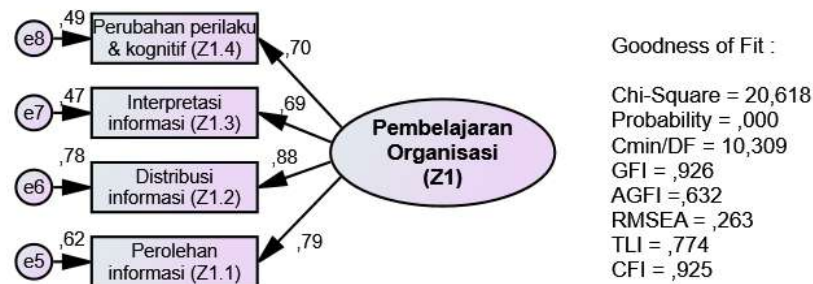 ,49
e8
Perubahan perilaku
& kognitif (Z1.4)
,70
,47
e7
Interpretasi
informasi (Z1.3)
,69
,78
e6
Distribusi
informasi (Z1.2)
,88
,62
e5
Perolehan
informasi (Z1.1)
,79
Pembelajaran
Organisasi
(Z1)
Goodness of Fit :
Chi-Square = 20,618
Probability = ,000
Cmin/DF = 10,309
GFI = ,926
AGFI =,632
RMSEA = ,263
TLI = ,774
CFI = ,925